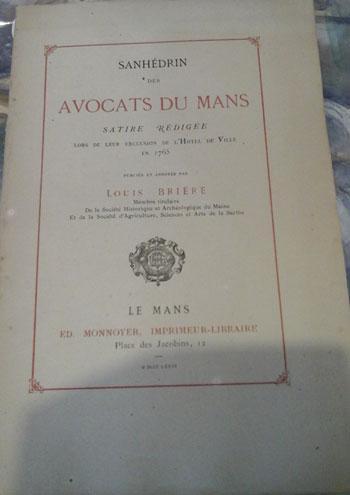 SANHÉDRIN
DES
AVOCATS DU MANS
SATIRE RÉDIGÉE
LORS DE LEUR EXCLUSION DE L'HOTEL DE VILLE
EN 1765
PUBLIÉE ET ANNOTÉE PAR
LOUIS BRIÈRE
Membre titulaire
De la Société Historique et Archéologique du Maine
Et de la Société d'Agriculture, Sciences et Arts de la Sarthe
LE MANS
ED. MONNOYER, IMPRIMEUR-LIBRAIRE
Place des Jacobins, 12